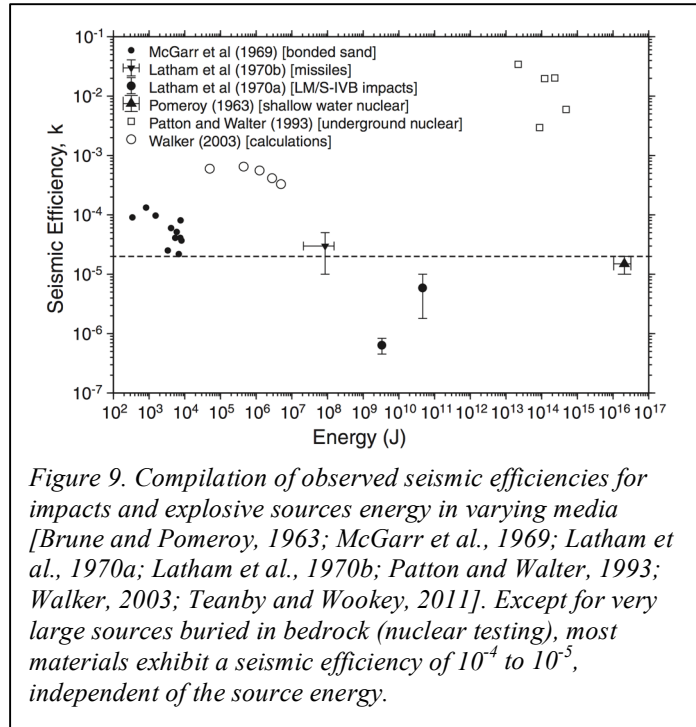 10⁻¹
McGarr et al (1969) [bonded sand]
Latham et al (1970b) [missiles]
10⁻²
Latham et al (1970a) [LM/S-IVB impacts]
Pomeroy (1963) [shallow water nuclear]
Patton and Walter (1993) [underground nuclear]
10⁻³
Walker (2003) [calculations]
10⁻⁴
10⁻⁵
10⁻⁶
10⁻⁷
Seismic Efficiency, k
10² 10³ 10⁴ 10⁵ 10⁶ 10⁷ 10⁸ 10⁹ 10¹⁰ 10¹¹ 10¹² 10¹³ 10¹⁴ 10¹⁵ 10¹⁶ 10¹⁷
Energy (J)
Figure 9. Compilation of observed seismic efficiencies for
impacts and explosive sources energy in varying media
[Brune and Pomeroy, 1963; McGarr et al., 1969; Latham
et al., 1970a; Latham et al., 1970b; Patton and Walter, 1993;
Walker, 2003; Teanby and Wookey, 2011]. Except for very
large sources buried in bedrock (nuclear testing), most
materials exhibit a seismic efficiency of 10⁻⁴ to 10⁻⁵,
independent of the source energy.